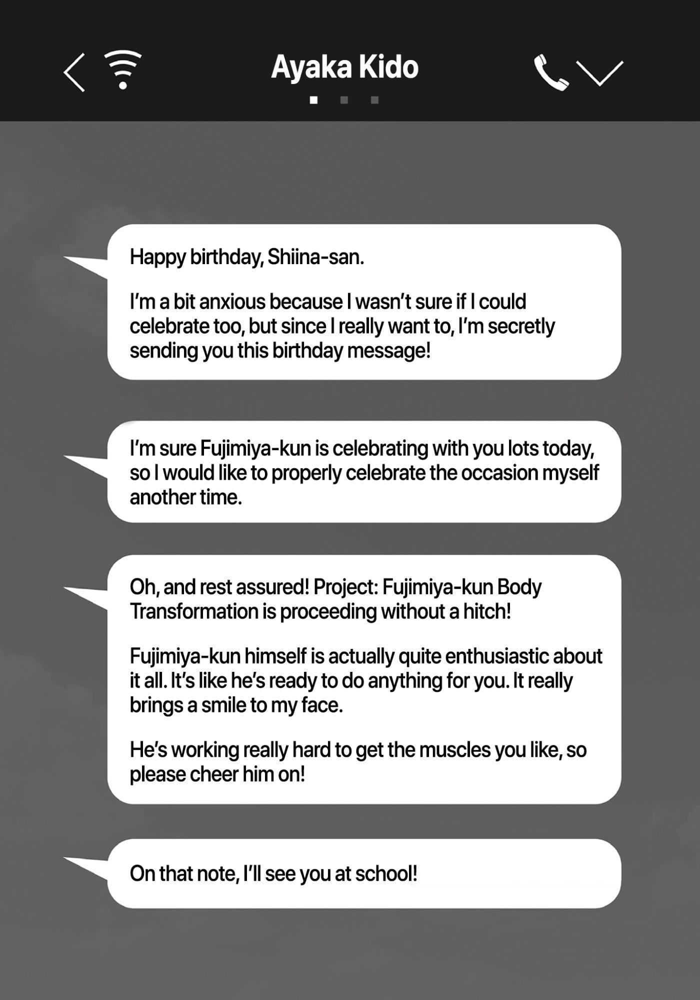 Ayaka Kido
Happy birthday, Shiina-san.
I'm a bit anxious because I wasn't sure if I could
celebrate too, but since I really want to, I'm secretly
sending you this birthday message!
I'm sure Fujimiya-kun is celebrating with you lots today,
so I would like to properly celebrate the occasion myself
another time.
Oh, and rest assured! Project: Fujimiya-kun Body
Transformation is proceeding without a hitch!
Fujimiya-kun himself is actually quite enthusiastic about
it all. It's like he's ready to do anything for you. It really
brings a smile to my face.
He's working really hard to get the muscles you like, so
please cheer him on!
On that note, I'll see you at school!